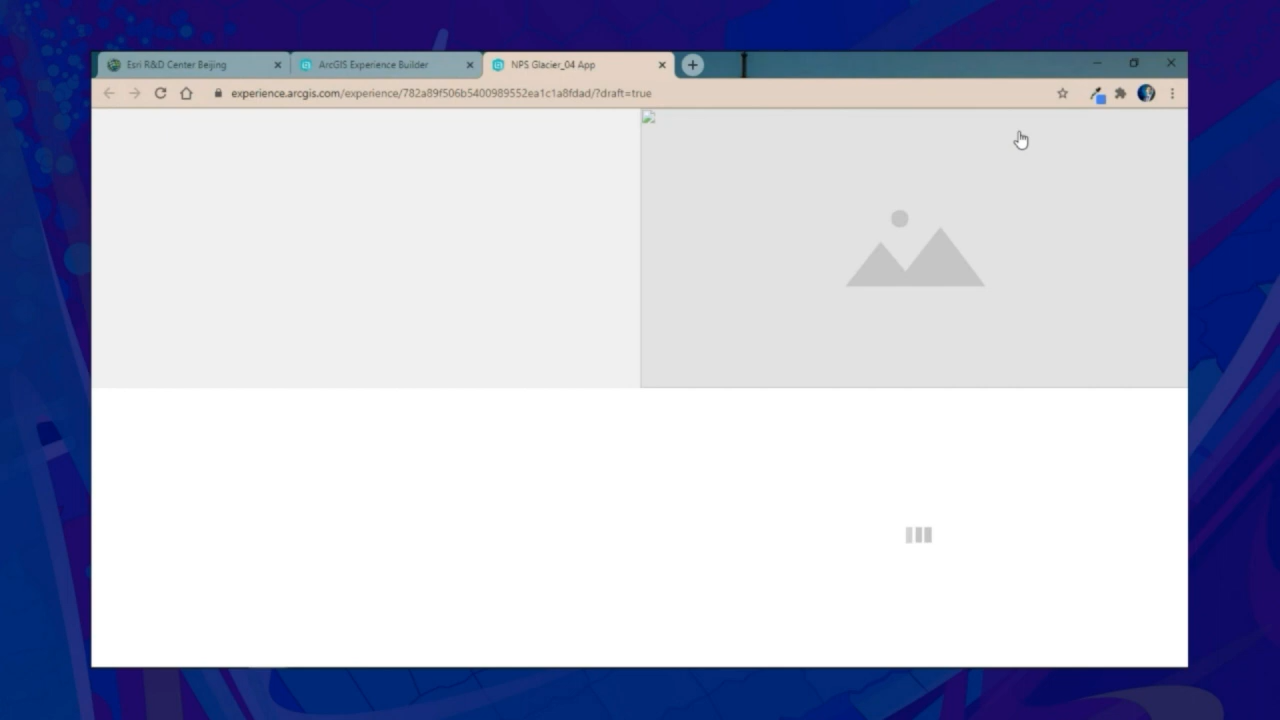 Esri R&D Center Beijing
ArcGIS Experience Builder
NPS Glacier_04 App
experience.arcgis.com/experience/782a89f506b5400989552ea1c1a8fdad/?draft=true